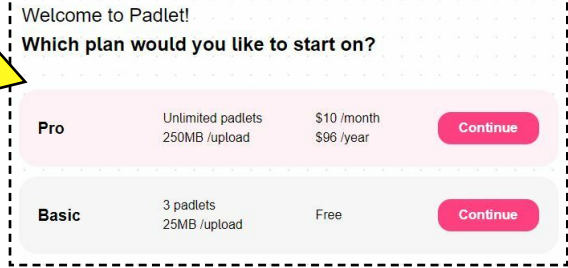 Welcome to Padlet!
Which plan would you like to start on?
Pro
Unlimited padlets
250MB /upload
$10 /month
$96 /year
Continue
Basic
3 padlets
25MB /upload
Free
Continue